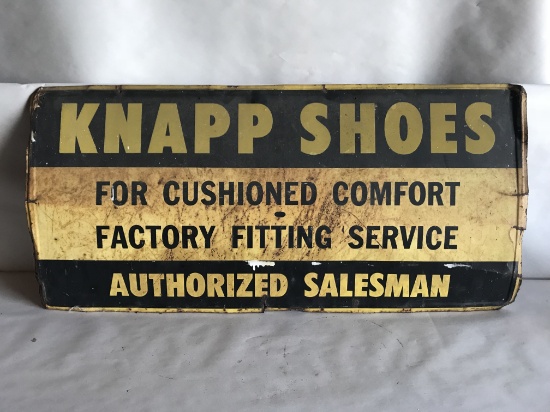 KNAPP SHOES
FOR CUSHIONED COMFORT
FACTORY FITTING SERVICE
AUTHORIZED SALESMAN